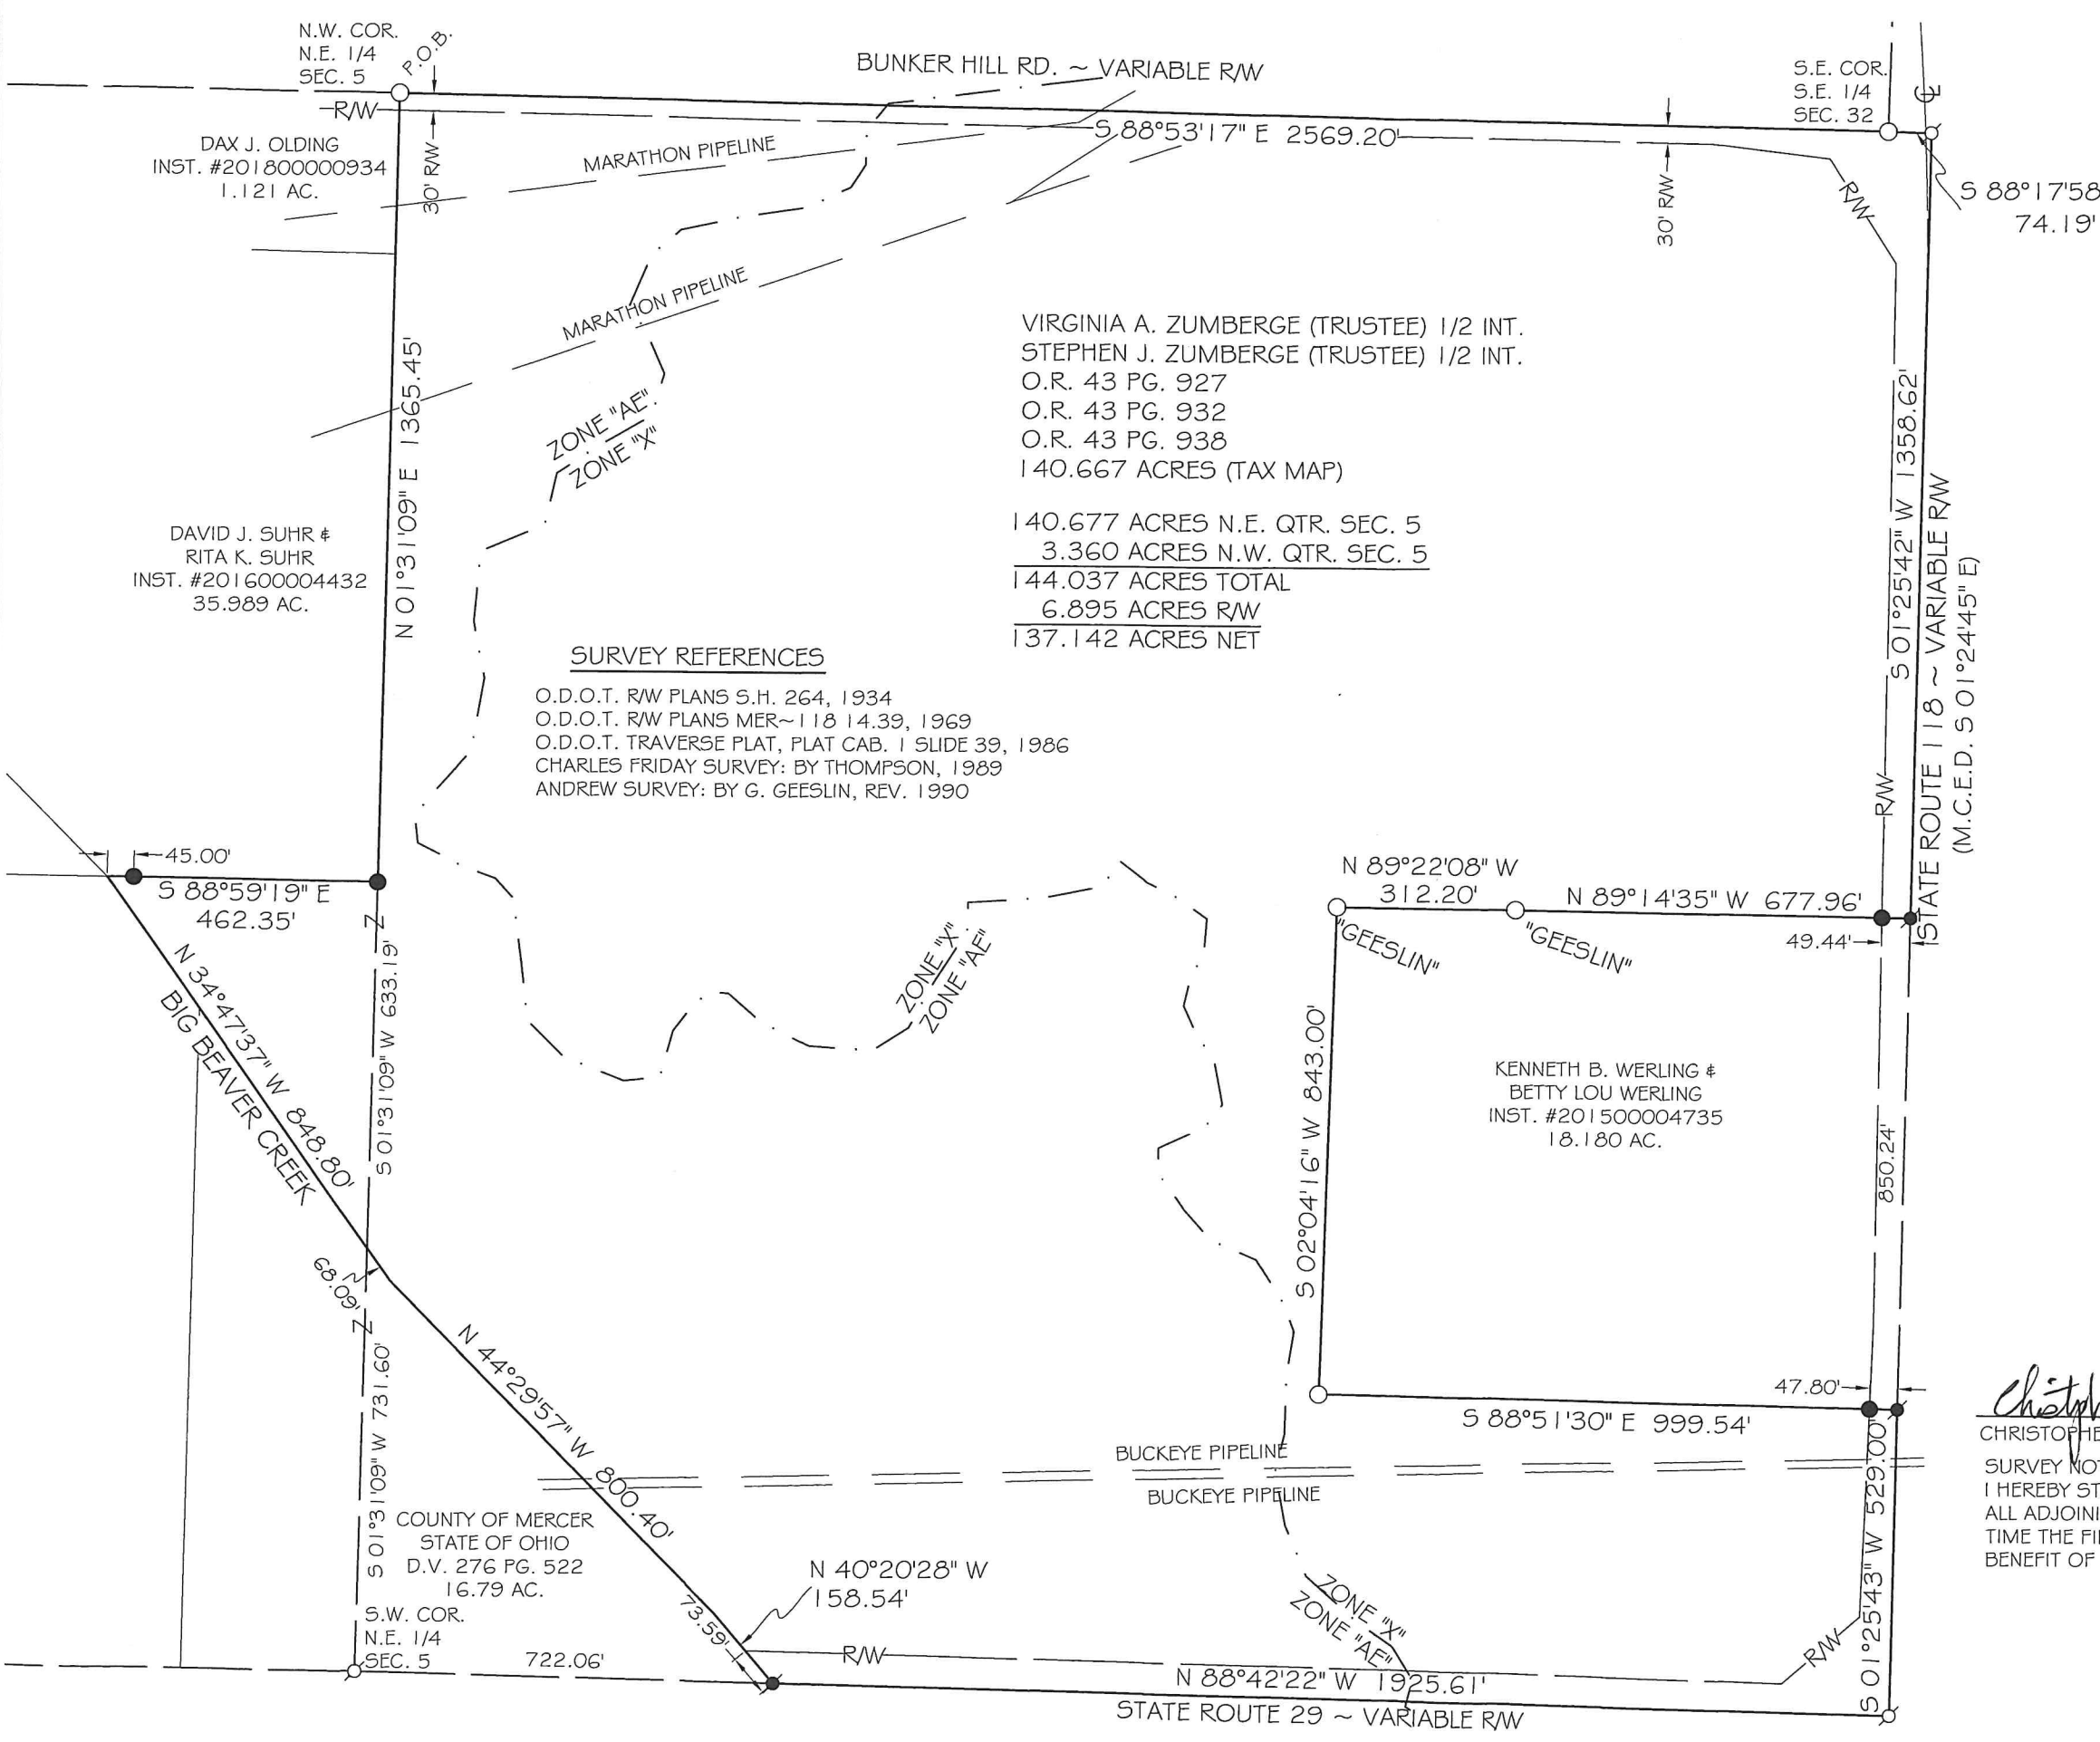 N.W. COR.
N.E. 1/4
SEC. 5
P.O.B.
BUNKER HILL RD. ~ VARIABLE R/W
S.E. COR.
S.E. 1/4
SEC. 32
℄
R/W
S 88°53'17" E 2569.20'
S 88°17'58
74.19'
DAX J. OLDING
INST. #201800000934
1.121 AC.
30' R/W
MARATHON PIPELINE
30' R/W
R/W
MARATHON PIPELINE
N 01°31'09" E 1365.45'
ZONE "AE"
ZONE "X"
VIRGINIA A. ZUMBERGE (TRUSTEE) 1/2 INT.
STEPHEN J. ZUMBERGE (TRUSTEE) 1/2 INT.
O.R. 43 PG. 927
O.R. 43 PG. 932
O.R. 43 PG. 938
140.667 ACRES (TAX MAP)
140.677 ACRES N.E. QTR. SEC. 5
3.360 ACRES N.W. QTR. SEC. 5
144.037 ACRES TOTAL
6.895 ACRES R/W
137.142 ACRES NET
S 01°25'42" W 1358.62'
STATE ROUTE 118 ~ VARIABLE R/W
(M.C.E.D. S 01°24'45" E)
R/W
DAVID J. SUHR &
RITA K. SUHR
INST. #201600004432
35.989 AC.
SURVEY REFERENCES
O.D.O.T. R/W PLANS S.H. 264, 1934
O.D.O.T. R/W PLANS MER~118 14.39, 1969
O.D.O.T. TRAVERSE PLAT, PLAT CAB. 1 SLIDE 39, 1986
CHARLES FRIDAY SURVEY: BY THOMPSON, 1989
ANDREW SURVEY: BY G. GEESLIN, REV. 1990
45.00'
S 88°59'19" E
462.35'
N 89°22'08" W
312.20'
N 89°14'35" W 677.96'
"GEESLIN"
"GEESLIN"
49.44'
N 34°47'37" W 848.80'
BIG BEAVER CREEK
S 01°31'09" W 633.19'
ZONE "X"
ZONE "AE"
S 02°04'16" W 843.00'
KENNETH B. WERLING &
BETTY LOU WERLING
INST. #201500004735
18.180 AC.
850.24'
68.09'
N 44°29'57" W 800.40'
S 01°31'09" W 731.60'
47.80'
S 88°51'30" E 999.54'
BUCKEYE PIPELINE
BUCKEYE PIPELINE
S 01°25'43" W 529.00'
CHRISTOPHE
SURVEY NOT
I HEREBY ST
ALL ADJOINI
TIME THE FI
BENEFIT OF
COUNTY OF MERCER
STATE OF OHIO
D.V. 276 PG. 522
16.79 AC.
N 40°20'28" W
158.54'
73.59'
S.W. COR.
N.E. 1/4
SEC. 5
722.06'
R/W
ZONE "X"
ZONE "AE"
R/W
N 88°42'22" W 1925.61'
STATE ROUTE 29 ~ VARIABLE R/W